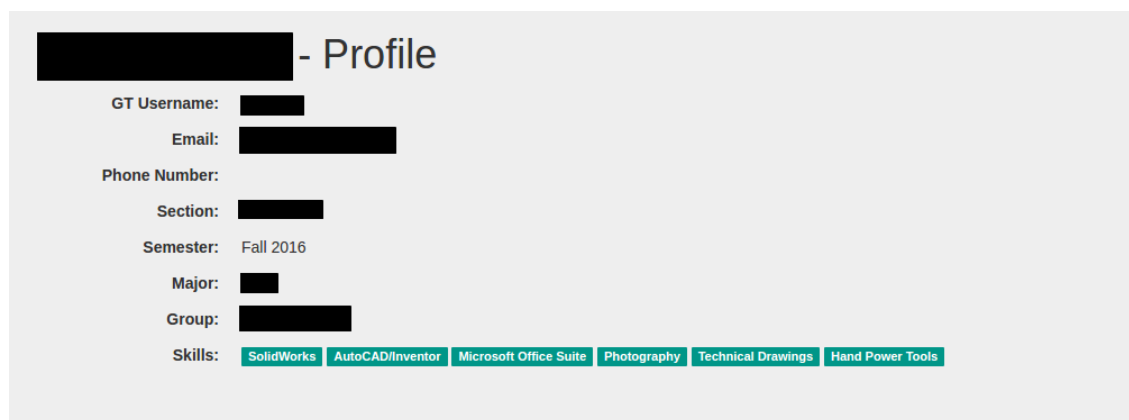 - Profile
GT Username:
Email:
Phone Number:
Section:
Semester: Fall 2016
Major:
Group:
Skills: SolidWorks AutoCAD/Inventor Microsoft Office Suite Photography Technical Drawings Hand Power Tools